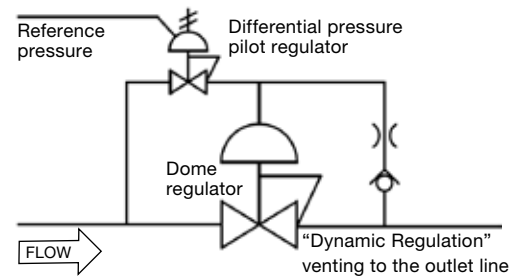 Reference
pressure
Differential pressure
pilot regulator
Dome
regulator
FLOW
“Dynamic Regulation”
venting to the outlet line